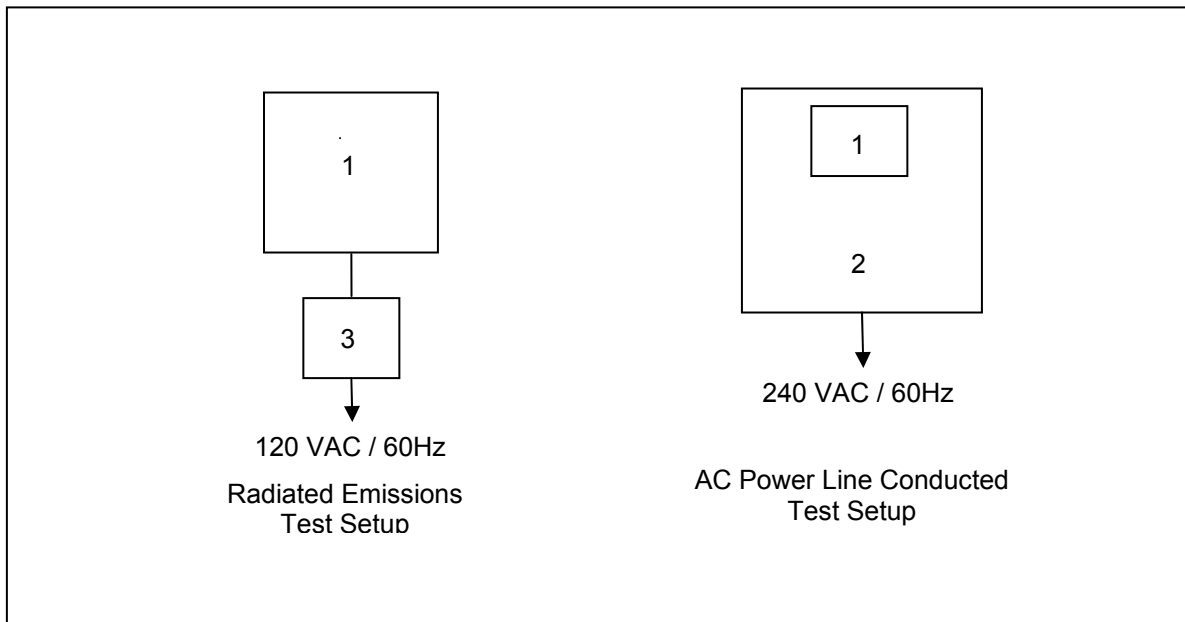 1
3
120 VAC / 60Hz
Radiated Emissions
Test Setup
1
2
240 VAC / 60Hz
AC Power Line Conducted
Test Setup